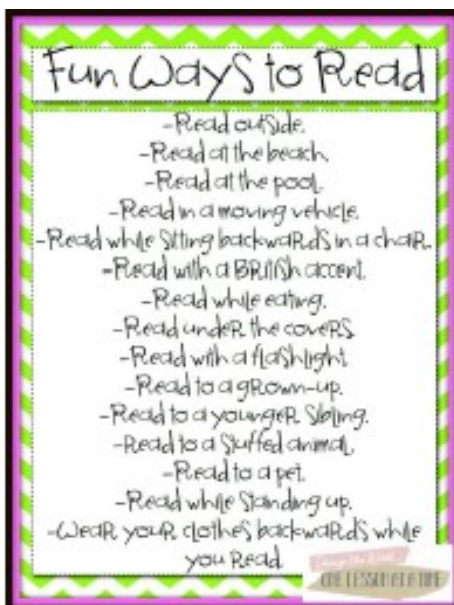 Fun Ways to Read
-Read outside.
-Read at the beach.
-Read at the pool.
-Read in a moving vehicle.
-Read while sitting backwards in a chair.
-Read with a British accent.
-Read while eating.
-Read under the covers.
-Read with a flashlight.
-Read to a grown-up.
-Read to a younger sibling.
-Read to a stuffed animal.
-Read to a pet.
-Read while standing up.
-Wear your clothes backwards while
you read.
ONE LESSON AT A TIME